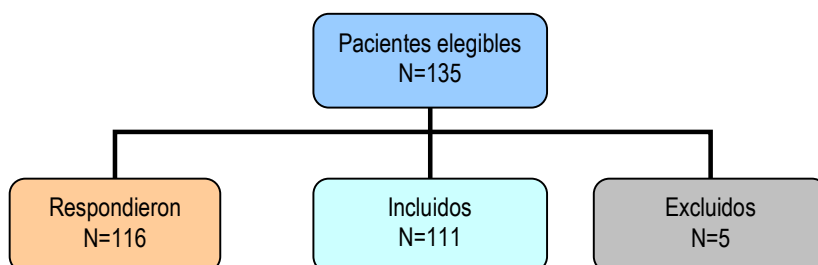 Pacientes elegibles
N=135
Respondieron
N=116
Incluidos
N=111
Excluidos
N=5